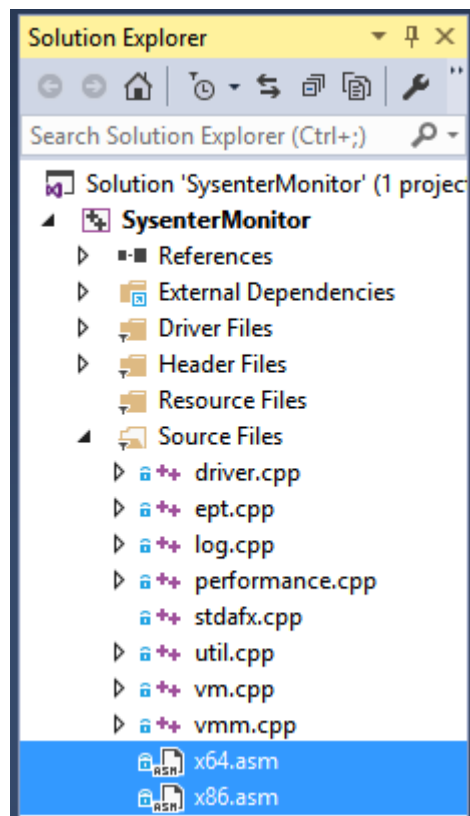 Solution Explorer
Search Solution Explorer (Ctrl+;)
Solution 'SysenterMonitor' (1 projec
SysenterMonitor
References
External Dependencies
Driver Files
Header Files
Resource Files
Source Files
driver.cpp
ept.cpp
log.cpp
performance.cpp
stdafx.cpp
util.cpp
vm.cpp
vmm.cpp
ASM x64.asm
ASM x86.asm